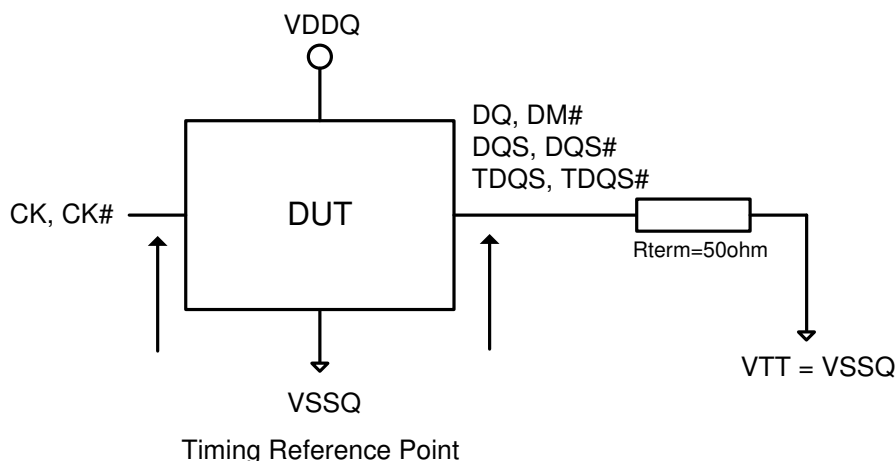 VDDQ
DQ, DM#
DQS, DQS#
TDQS, TDQS#
CK, CK#
DUT
Rterm=50ohm
VTT = VSSQ
VSSQ
Timing Reference Point